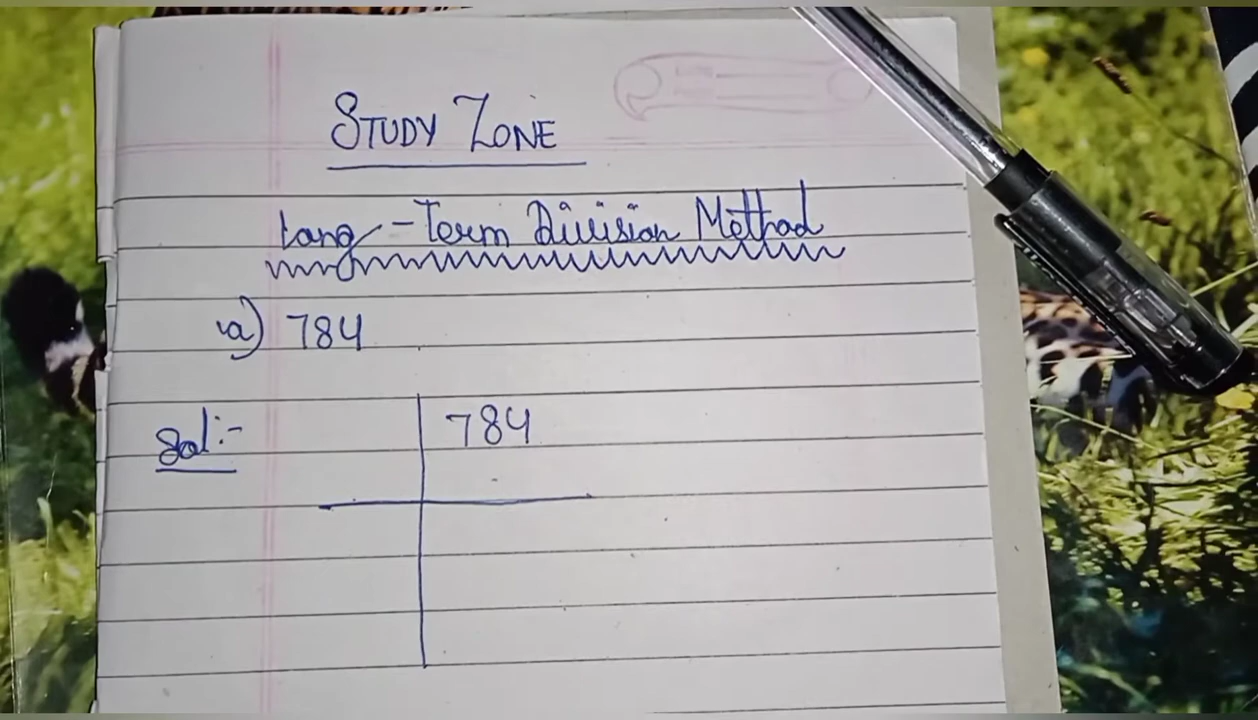 STUDY ZONE
Long-Term Division Method
a) 784
Sol:-
784